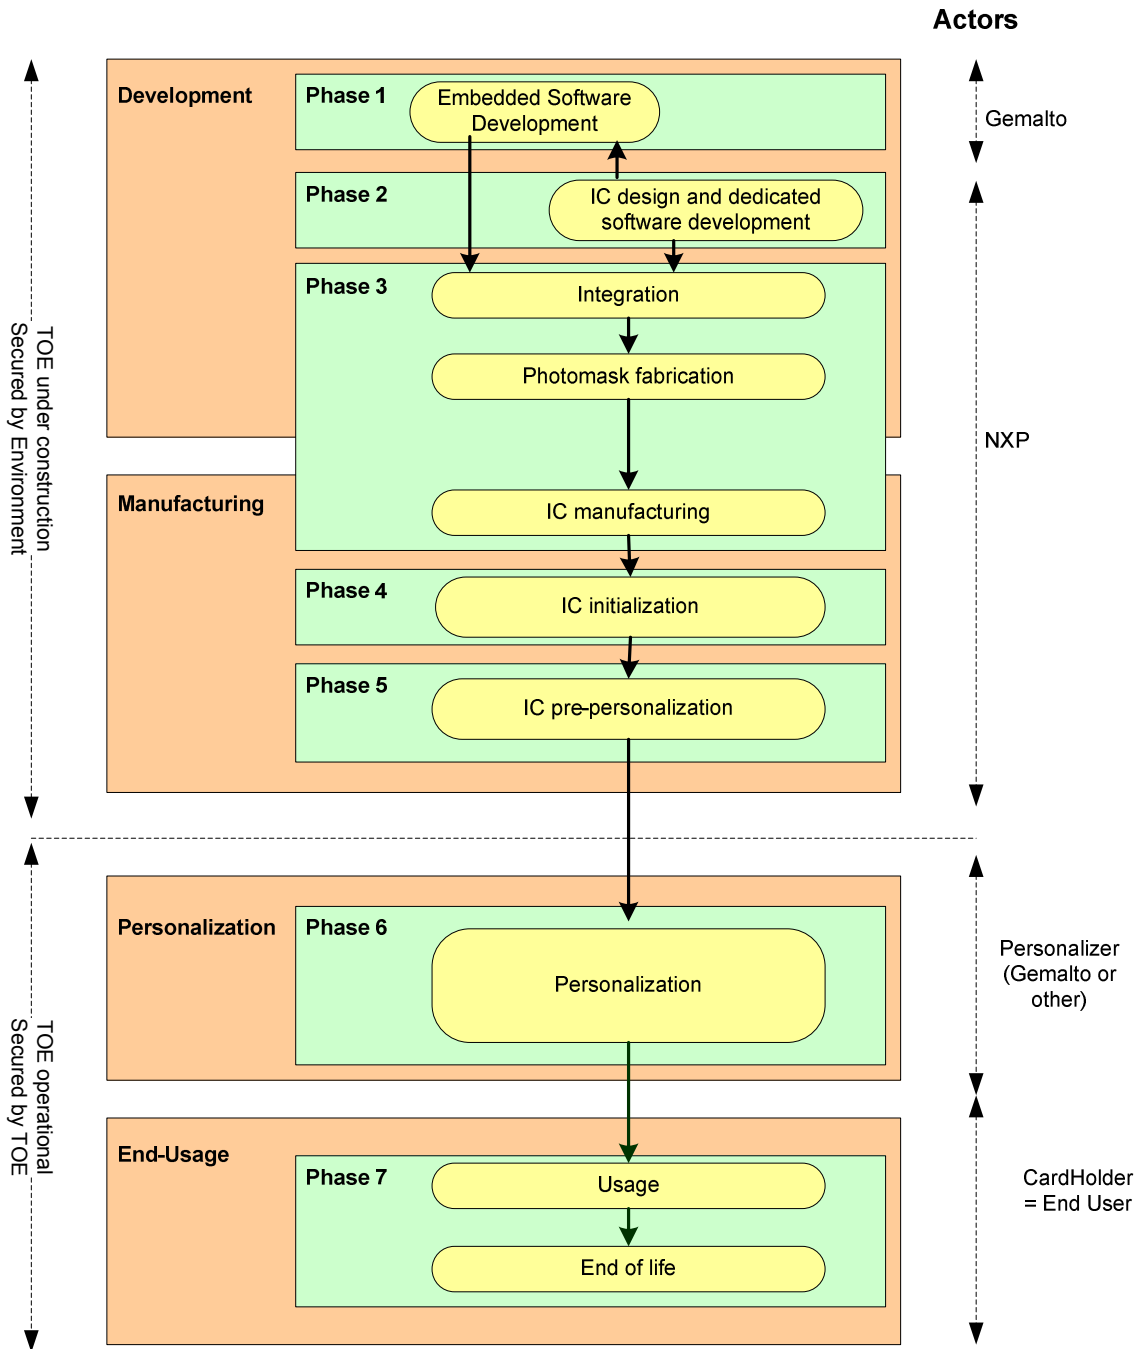 Actors
Development
Phase 1
Embedded Software
Development
Gemalto
Phase 2
IC design and dedicated
software development
Phase 3
Integration
Photomask fabrication
TOE under construction
Secured by Environment
NXP
Manufacturing
IC manufacturing
Phase 4
IC initialization
Phase 5
IC pre-personalization
Personalization
Phase 6
Personalization
Personalizer
(Gemalto or
other)
TOE operational
Secured by TOE
End-Usage
Phase 7
Usage
CardHolder
= End User
End of life